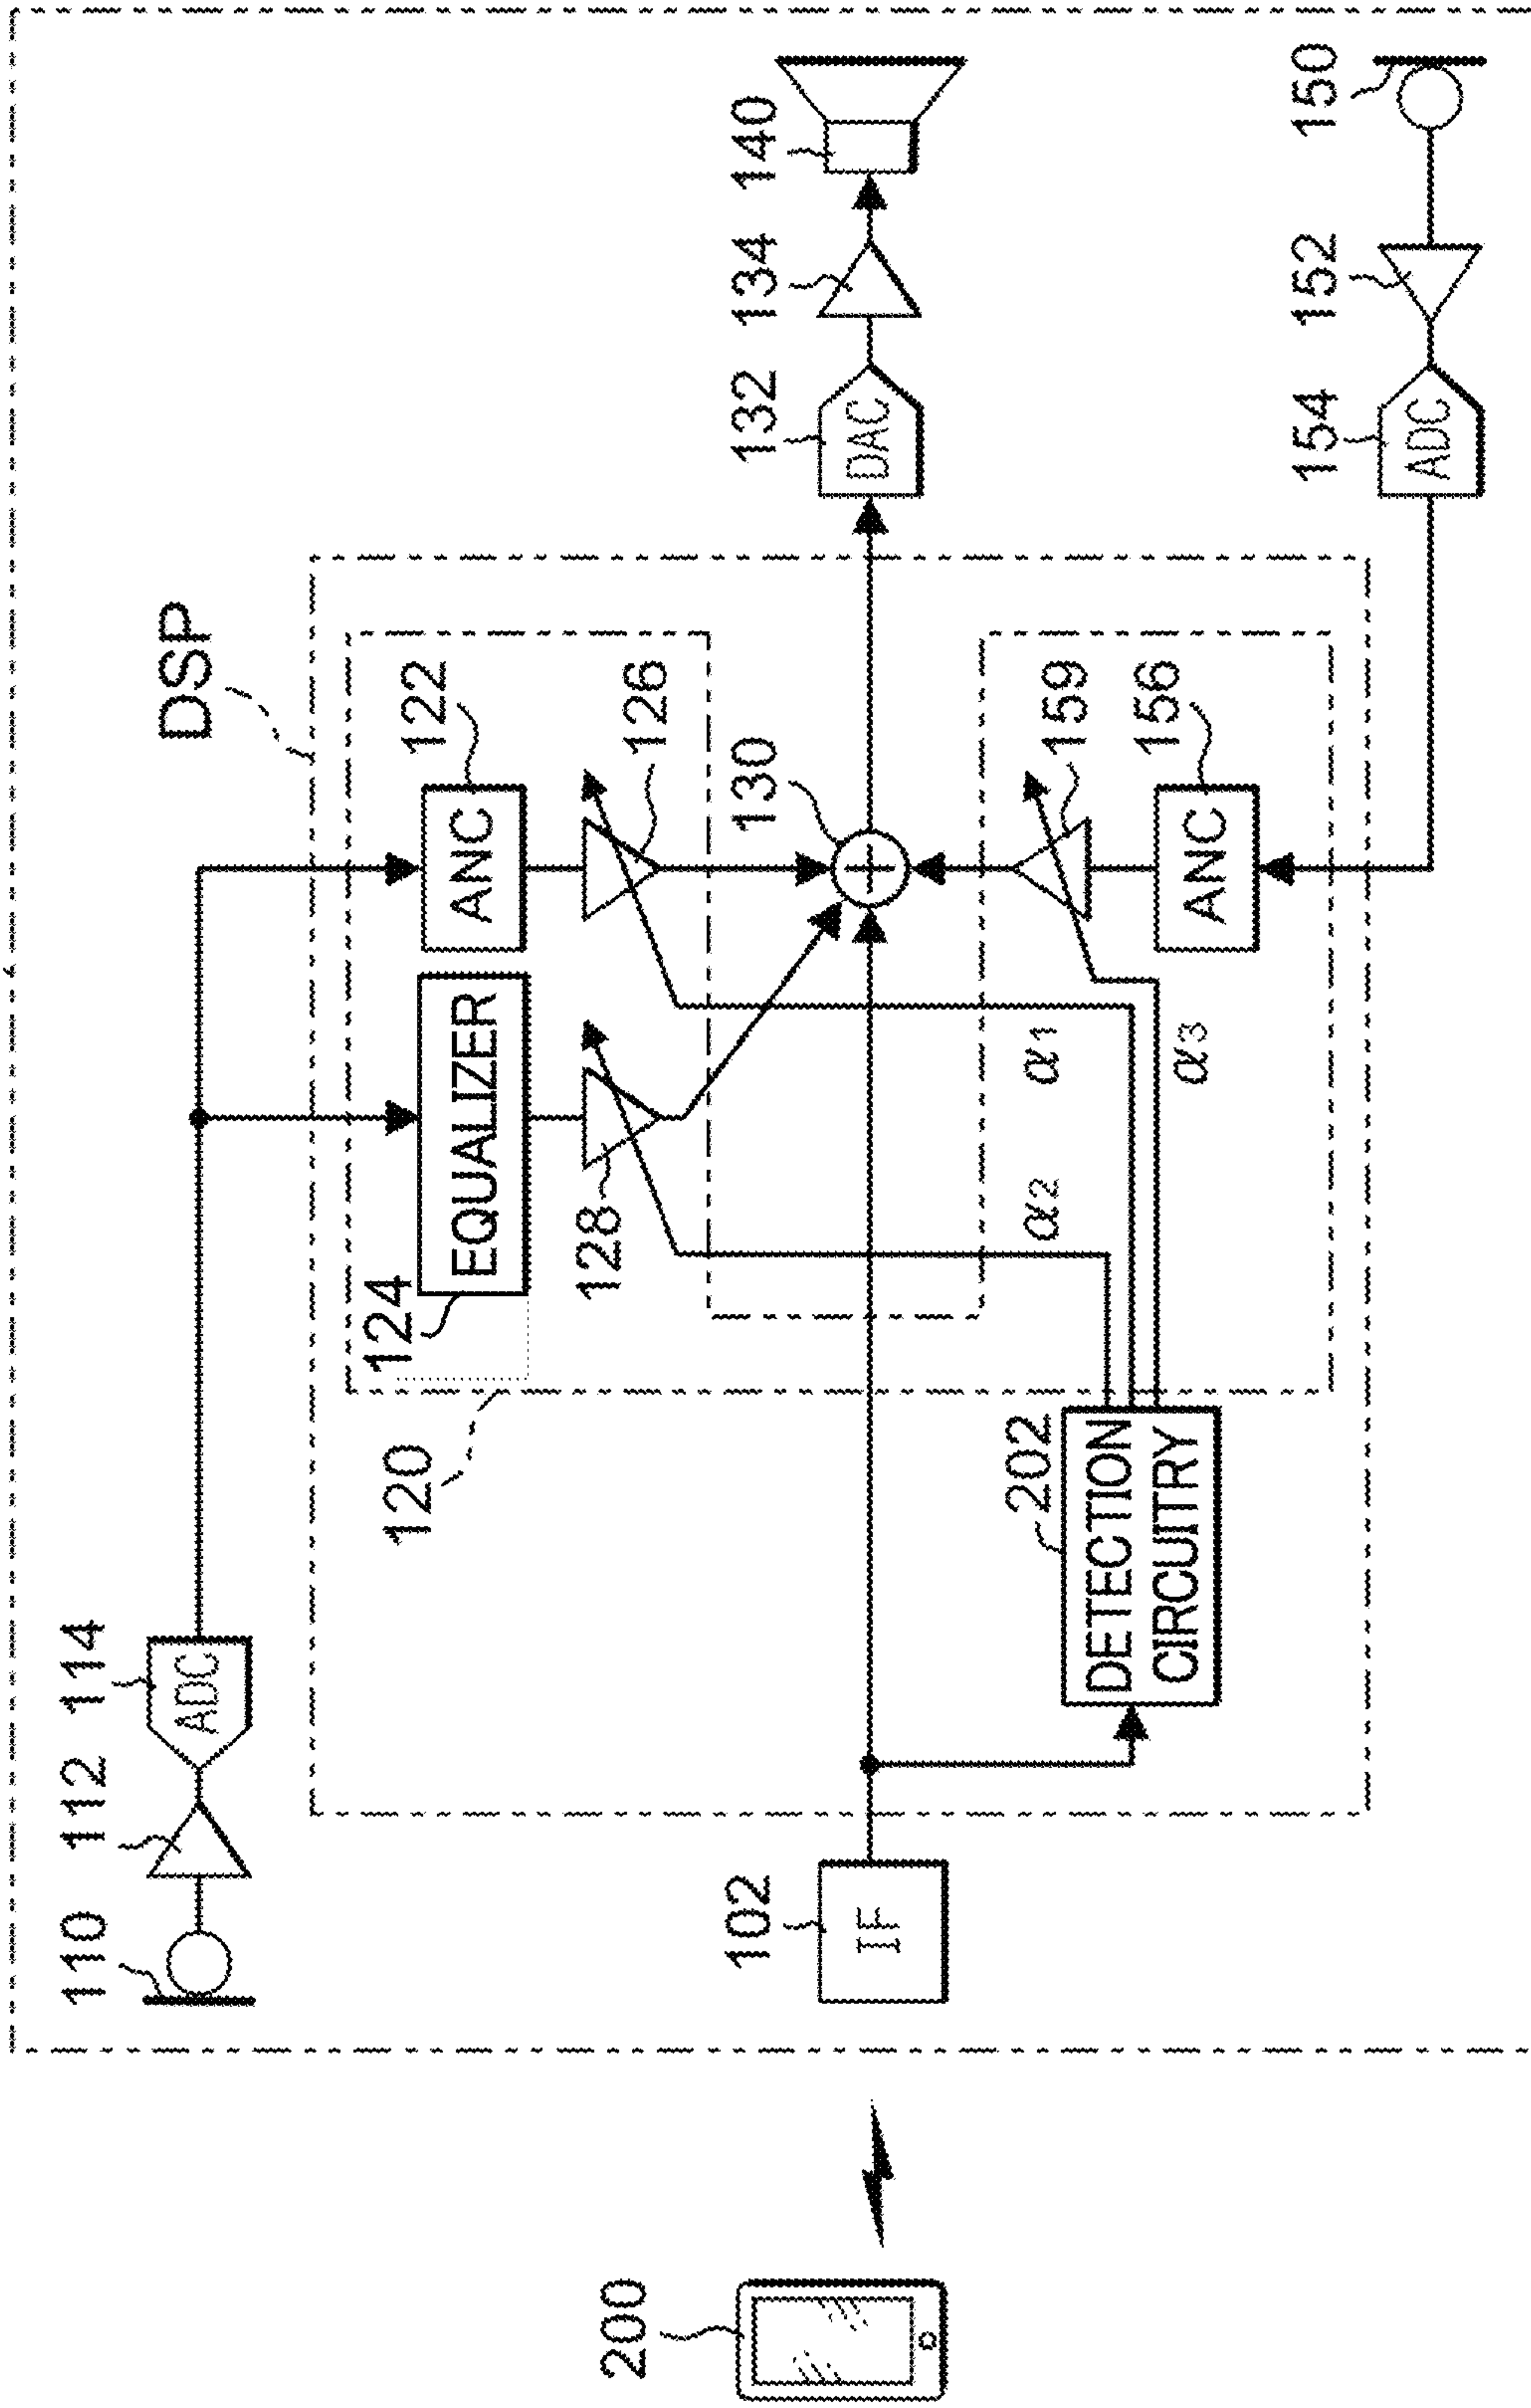 110
112
114
ADC
DSP
120
124
EQUALIZER
122
ANC
128
126
130
200
102
IF
132
DAC
134
140
202
DETECTION
CIRCUITRY
α2
α1
α3
159
156
ANC
154
ADC
152
150